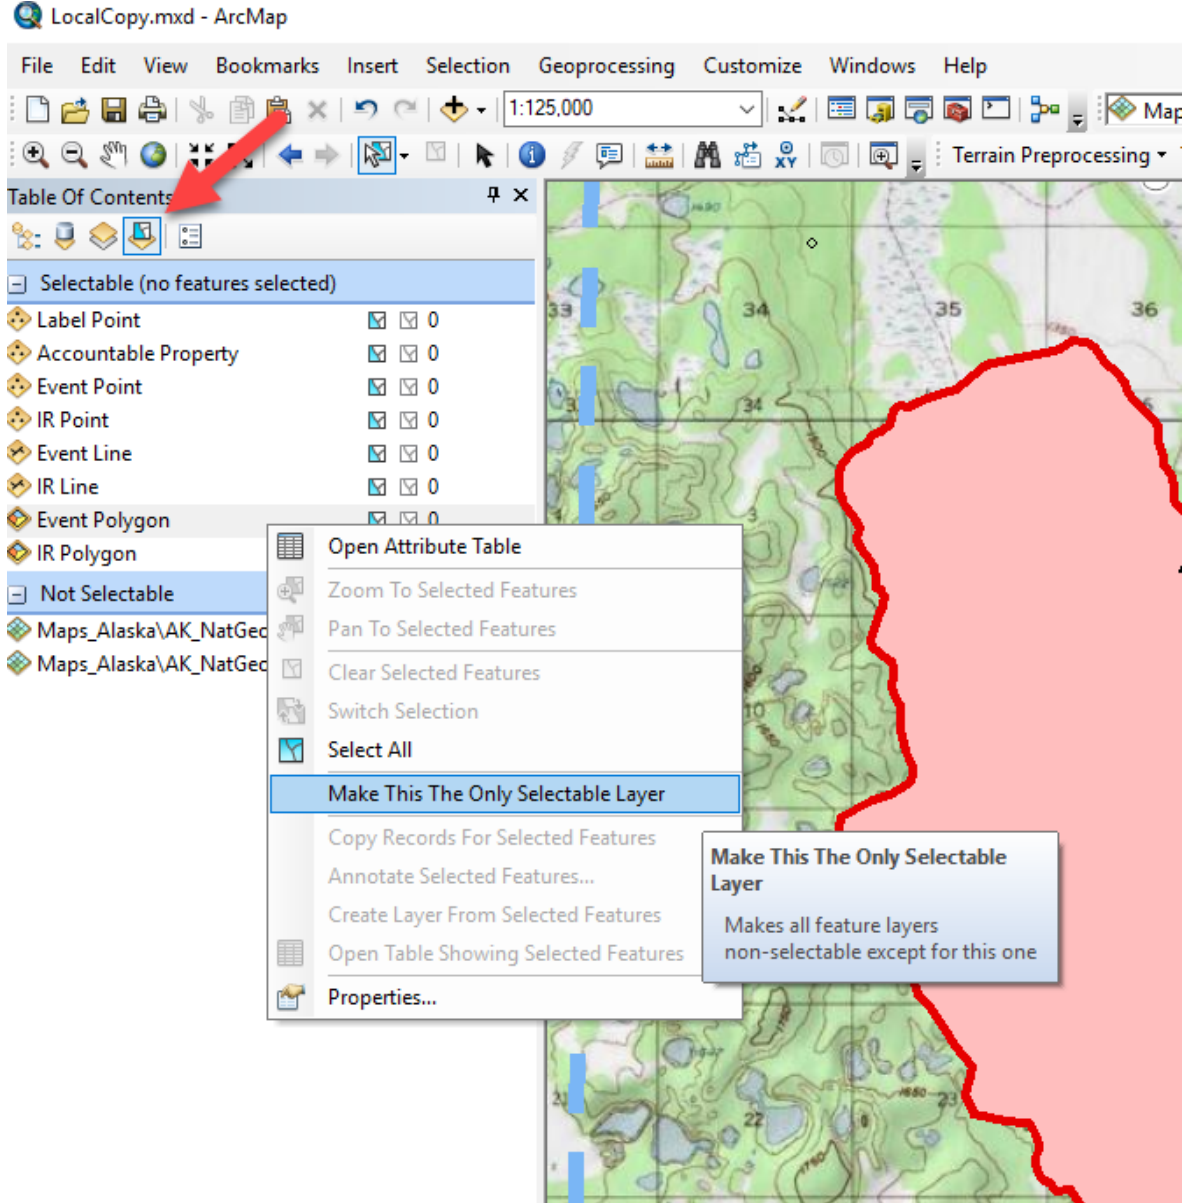 LocalCopy.mxd - ArcMap
File Edit View Bookmarks Insert Selection Geoprocessing Customize Windows Help
1:125,000
Map
Terrain Preprocessing
Table Of Contents
Selectable (no features selected)
Label Point 0
Accountable Property 0
Event Point 0
IR Point 0
Event Line 0
IR Line 0
Event Polygon 0
IR Polygon
Not Selectable
Maps_Alaska\AK_NatGeo
Maps_Alaska\AK_NatGeo
Open Attribute Table
Zoom To Selected Features
Pan To Selected Features
Clear Selected Features
Switch Selection
Select All
Make This The Only Selectable Layer
Copy Records For Selected Features
Annotate Selected Features...
Create Layer From Selected Features
Open Table Showing Selected Features
Properties...
Make This The Only Selectable
Layer
Makes all feature layers
non-selectable except for this one
33
34
35
36
34
3
10
22
23